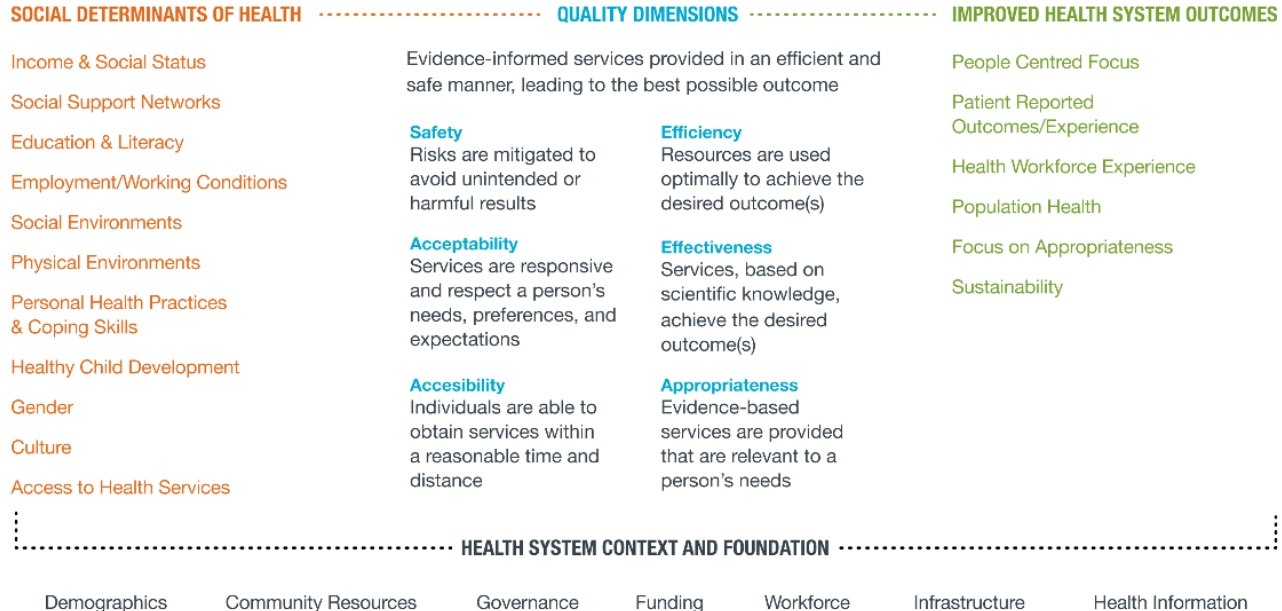 SOCIAL DETERMINANTS OF HEALTH
Income & Social Status
Social Support Networks
Education & Literacy
Employment/Working Conditions
Social Environments
Physical Environments
Personal Health Practices
& Coping Skills
Healthy Child Development
Gender
Culture
Access to Health Services
QUALITY DIMENSIONS
Evidence-informed services provided in an efficient and
safe manner, leading to the best possible outcome
Safety
Risks are mitigated to
avoid unintended or
harmful results
Efficiency
Resources are used
optimally to achieve the
desired outcome(s)
Acceptability
Services are responsive
and respect a person's
needs, preferences, and
expectations
Effectiveness
Services, based on
scientific knowledge,
achieve the desired
outcome(s)
Accesibility
Individuals are able to
obtain services within
a reasonable time and
distance
Appropriateness
Evidence-based
services are provided
that are relevant to a
person's needs
IMPROVED HEALTH SYSTEM OUTCOMES
People Centred Focus
Patient Reported
Outcomes/Experience
Health Workforce Experience
Population Health
Focus on Appropriateness
Sustainability
HEALTH SYSTEM CONTEXT AND FOUNDATION
Demographics Community Resources Governance Funding Workforce Infrastructure Health Information